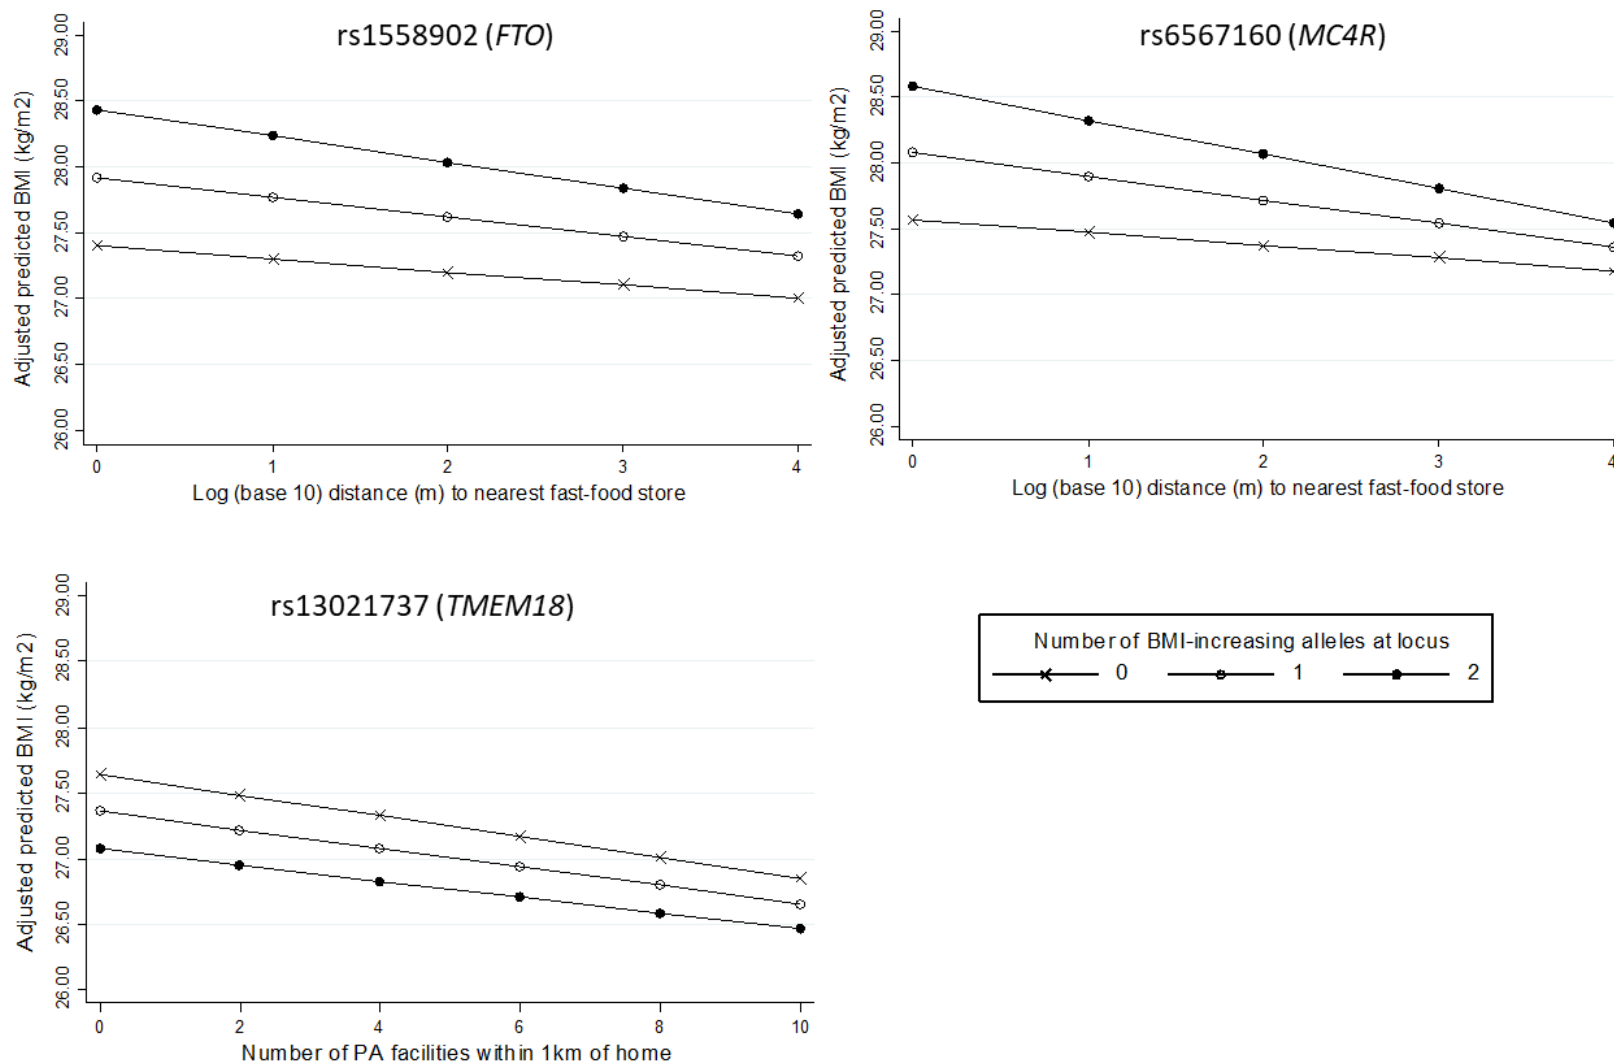 rs1558902 (FTO)
Adjusted predicted BMI (kg/m2)
29.00
28.50
28.00
27.50
27.00
26.50
26.00
0 1 2 3 4
Log (base 10) distance (m) to nearest fast-food store
rs6567160 (MC4R)
Adjusted predicted BMI (kg/m2)
29.00
28.50
28.00
27.50
27.00
26.50
26.00
0 1 2 3 4
Log (base 10) distance (m) to nearest fast-food store
rs13021737 (TMEM18)
Adjusted predicted BMI (kg/m2)
29.00
28.50
28.00
27.50
27.00
26.50
26.00
0 2 4 6 8 10
Number of PA facilities within 1km of home
Number of BMI-increasing alleles at locus
0 1 2